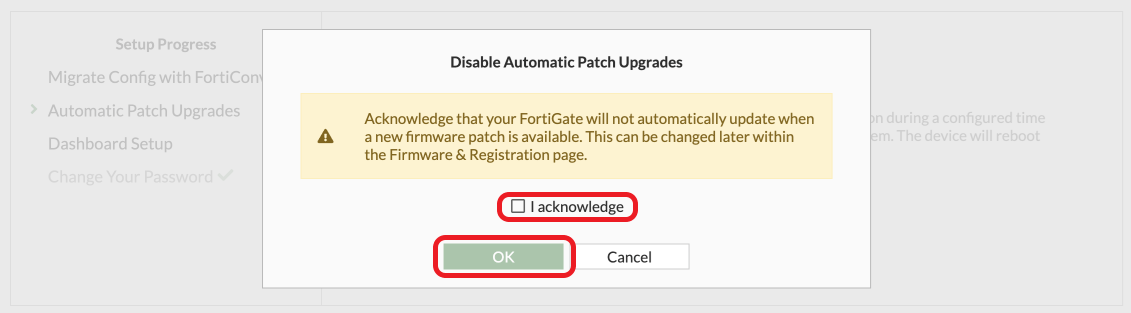 Setup Progress
Migrate Config with FortiConv
Automatic Patch Upgrades
Dashboard Setup
Change Your Password
Disable Automatic Patch Upgrades
Acknowledge that your FortiGate will not automatically update when
a new firmware patch is available. This can be changed later within
the Firmware & Registration page.
I acknowledge
OK
Cancel
on during a configured time
em. The device will reboot